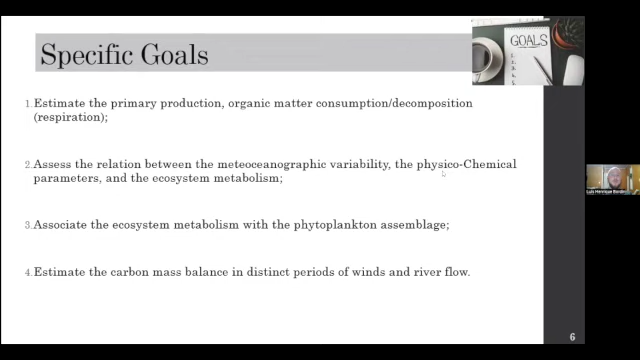 Specific Goals
GOALS
1. Estimate the primary production, organic matter consumption/decomposition
(respiration);
2. Assess the relation between the meteoceanographic variability, the physico-Chemical
parameters, and the ecosystem metabolism;
3. Associate the ecosystem metabolism with the phytoplankton assemblage;
4. Estimate the carbon mass balance in distinct periods of winds and river flow.
Luis Henrique
6